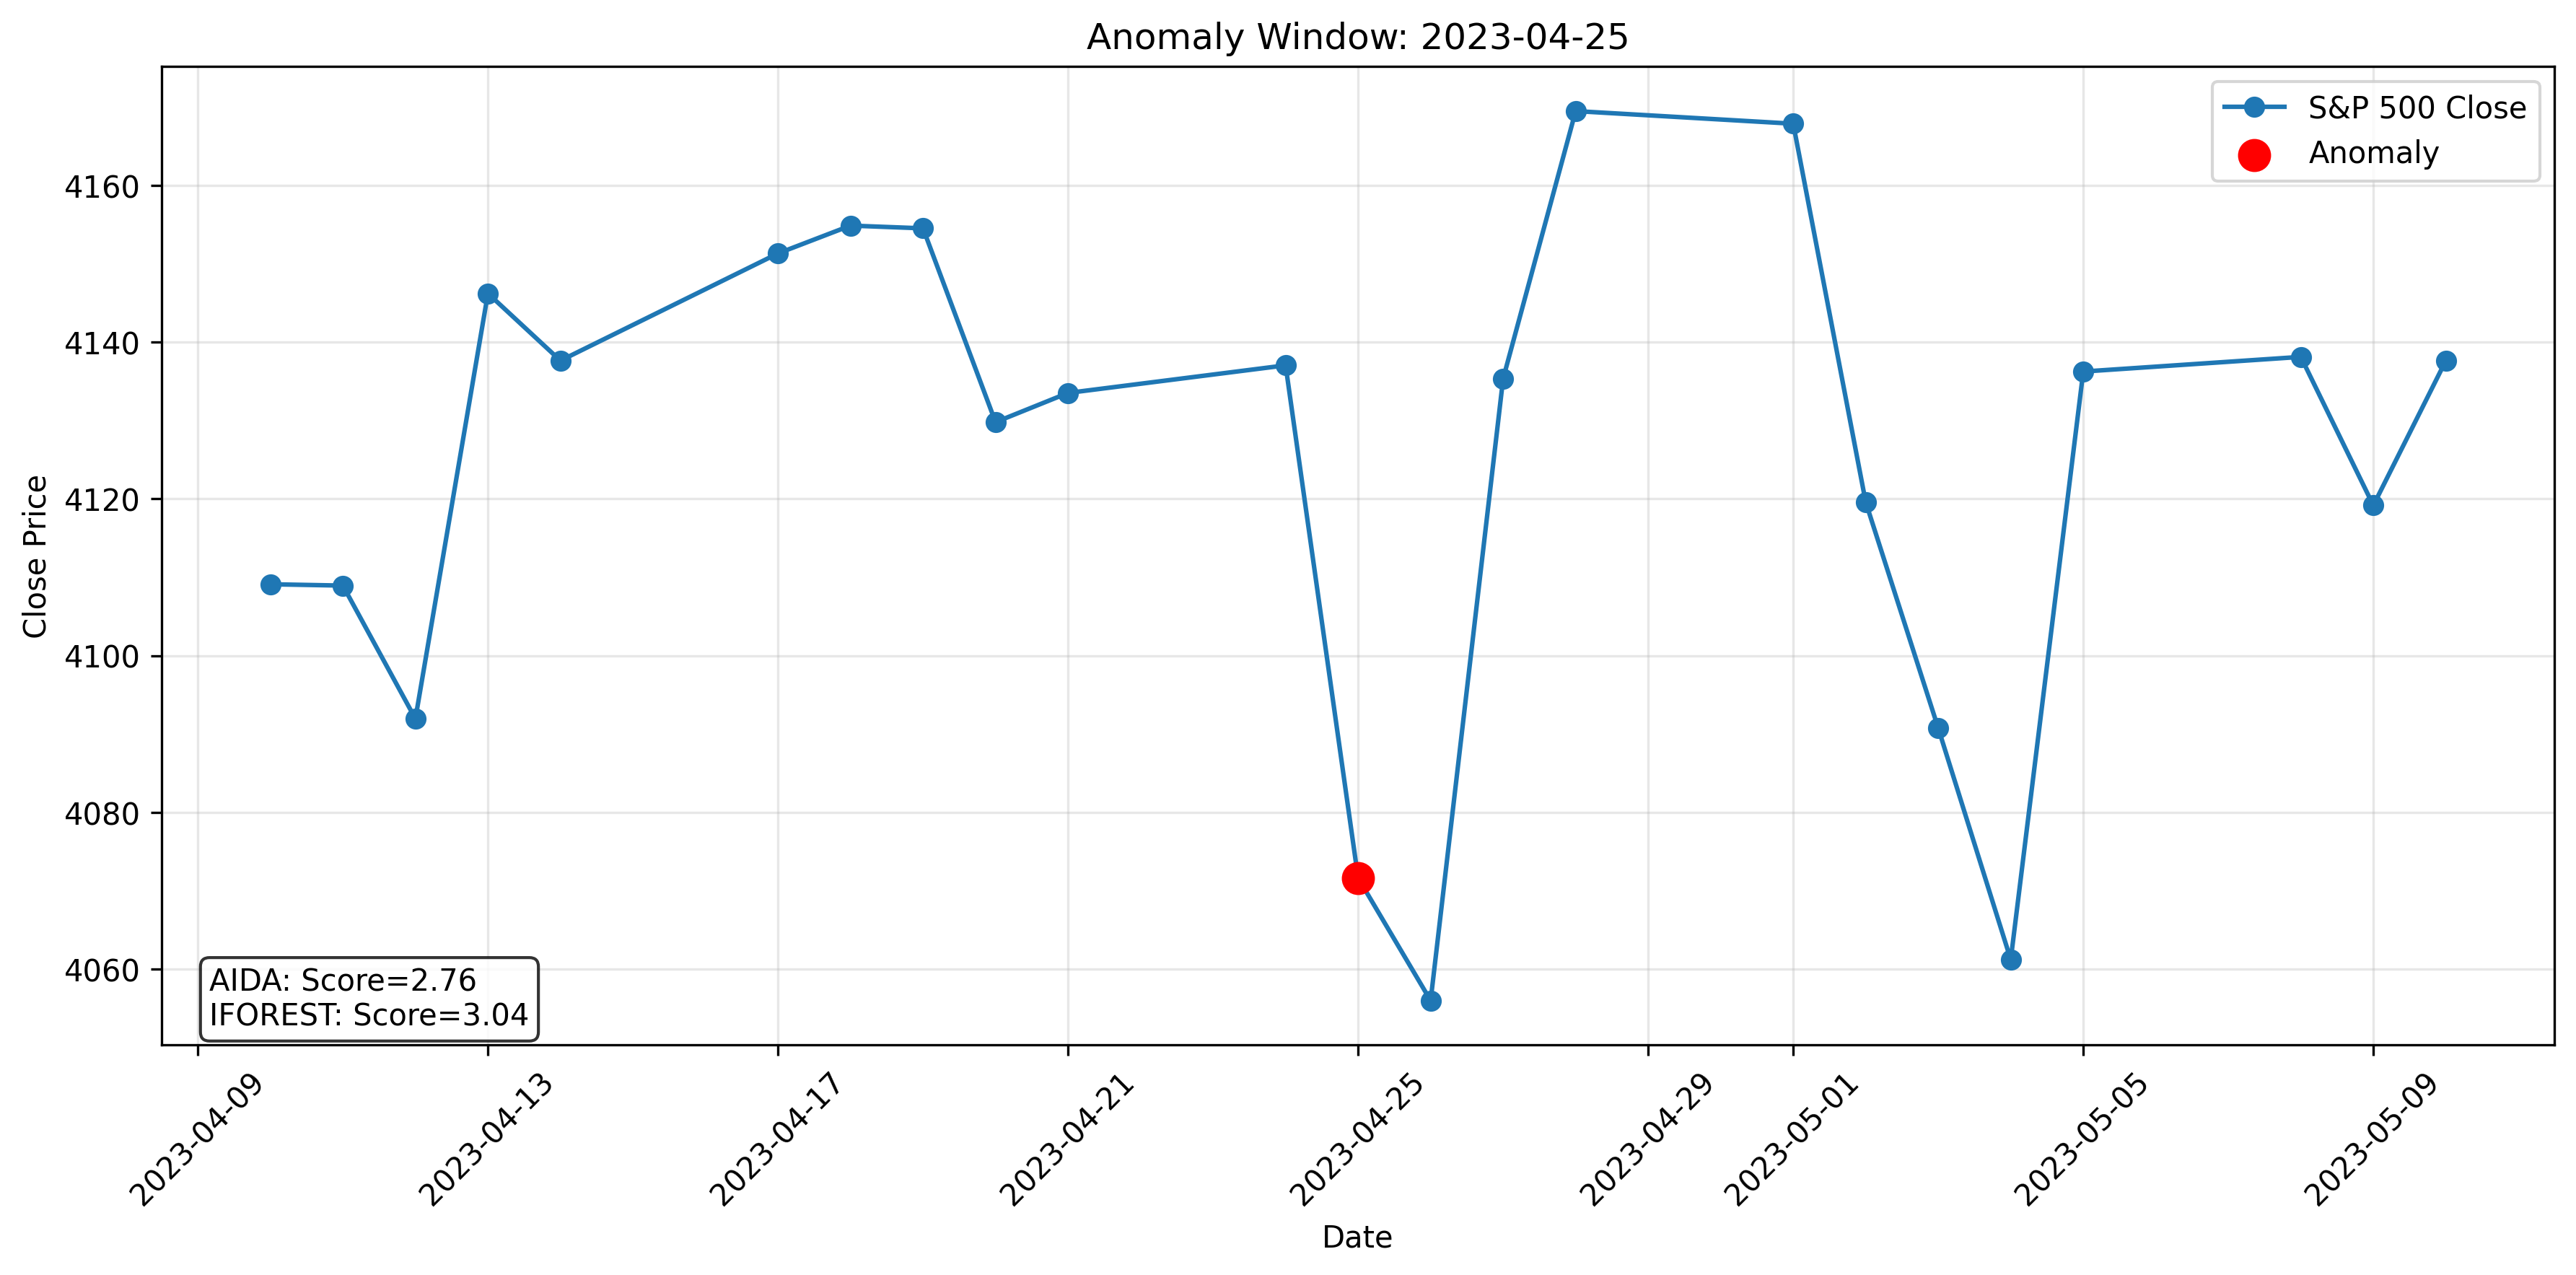 Anomaly Window: 2023-04-25
S&P 500 Close
Anomaly
Close Price
4160
4140
4120
4100
4080
4060
AIDA: Score=2.76
IFOREST: Score=3.04
2023-04-09
2023-04-13
2023-04-17
2023-04-21
2023-04-25
2023-04-29
2023-05-01
2023-05-05
2023-05-09
Date